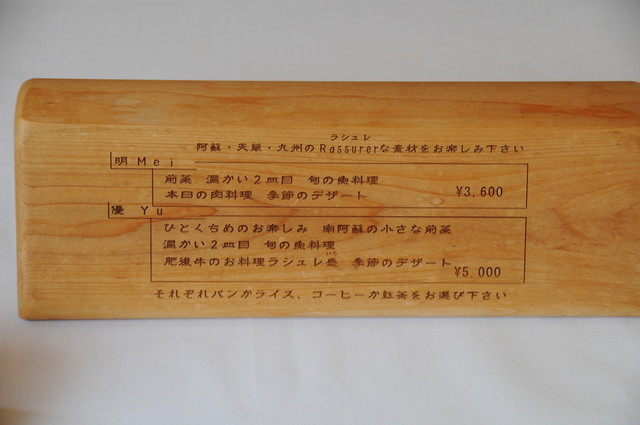 ラシュレ
阿蘇・天草・九州のRassurerな素材をお楽しみ下さい
明 Mei
前菜 温かい2皿目 旬の魚料理
本日の肉料理 季節のデザート ¥3,600
優 Yu
ひとくちめのお楽しみ 南阿蘇の小さな前菜
温かい2皿目 旬の魚料理
肥後牛のお料理ラシュレ風 季節のデザート
¥5,000
それぞれパンかライス、コーヒーか紅茶をお選び下さい